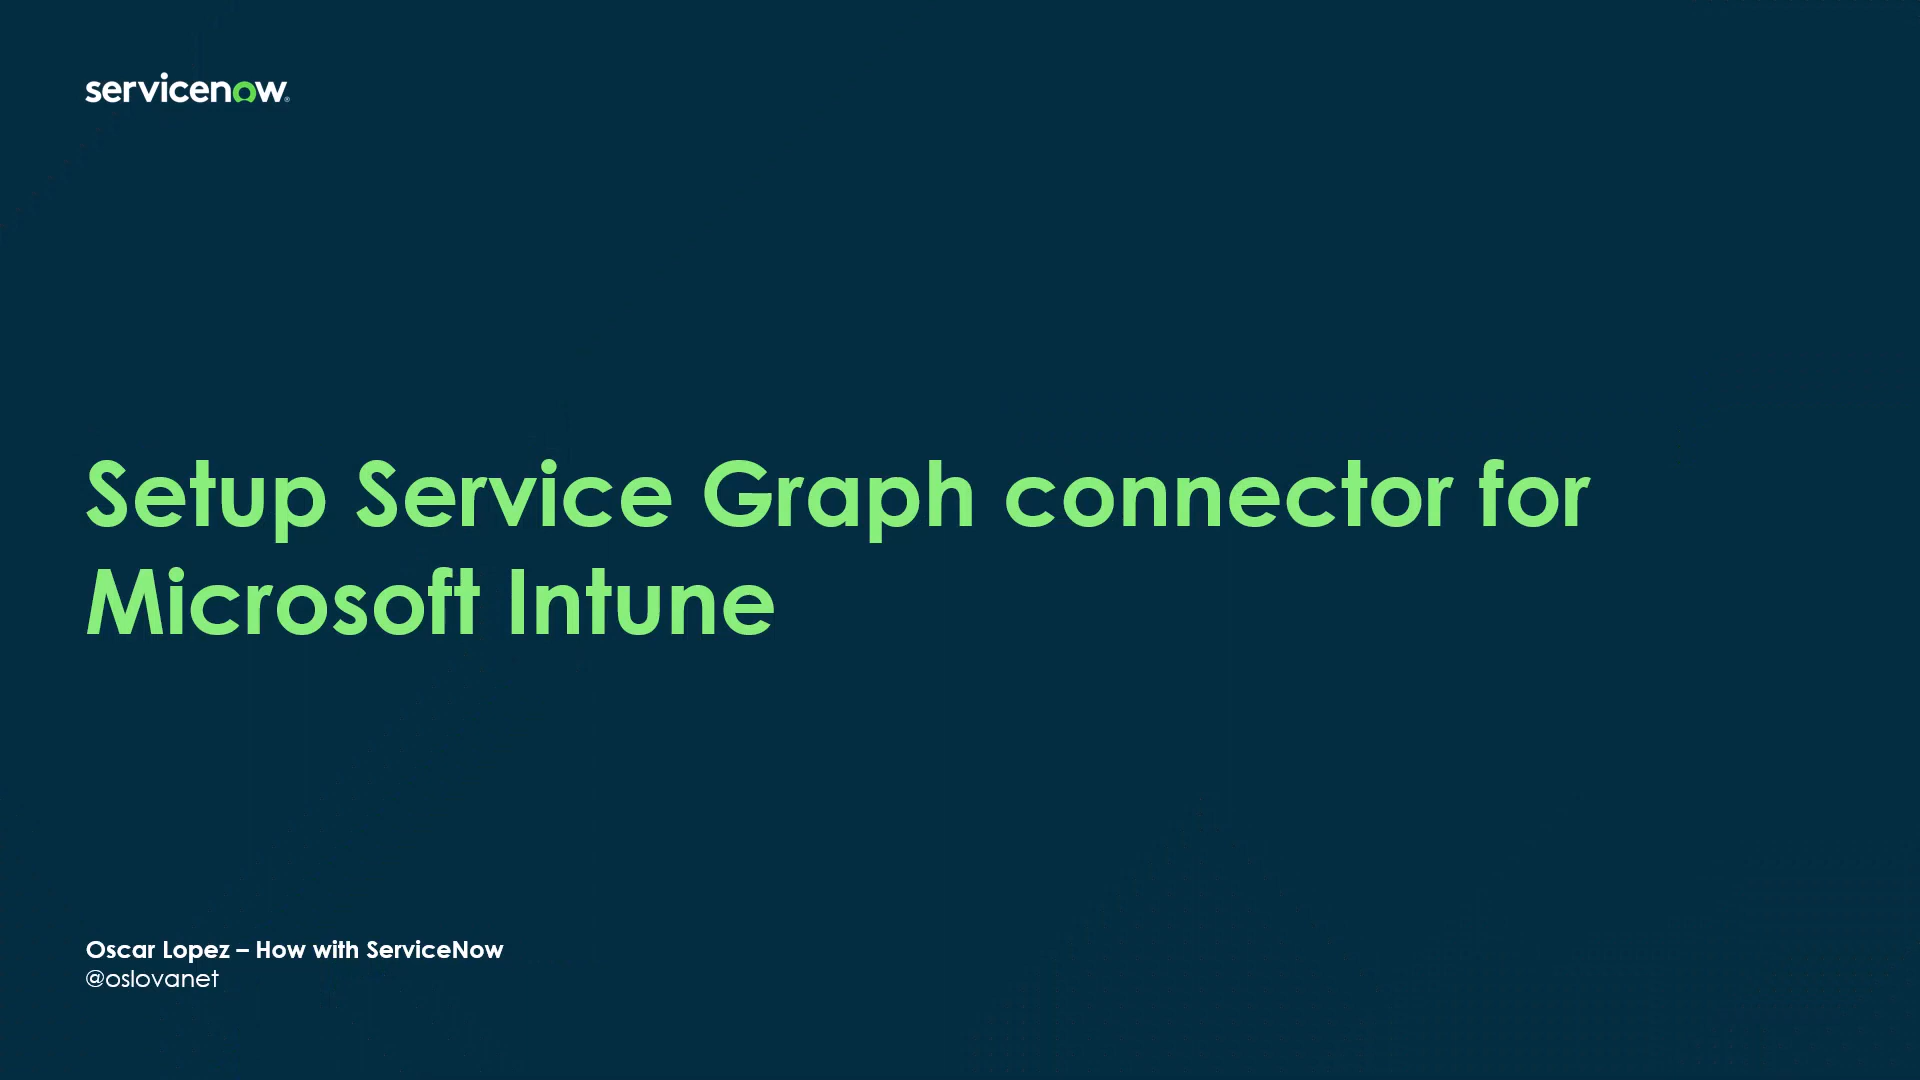 servicenow®
Setup Service Graph connector for
Microsoft Intune
Oscar Lopez – How with ServiceNow
@oslovanet